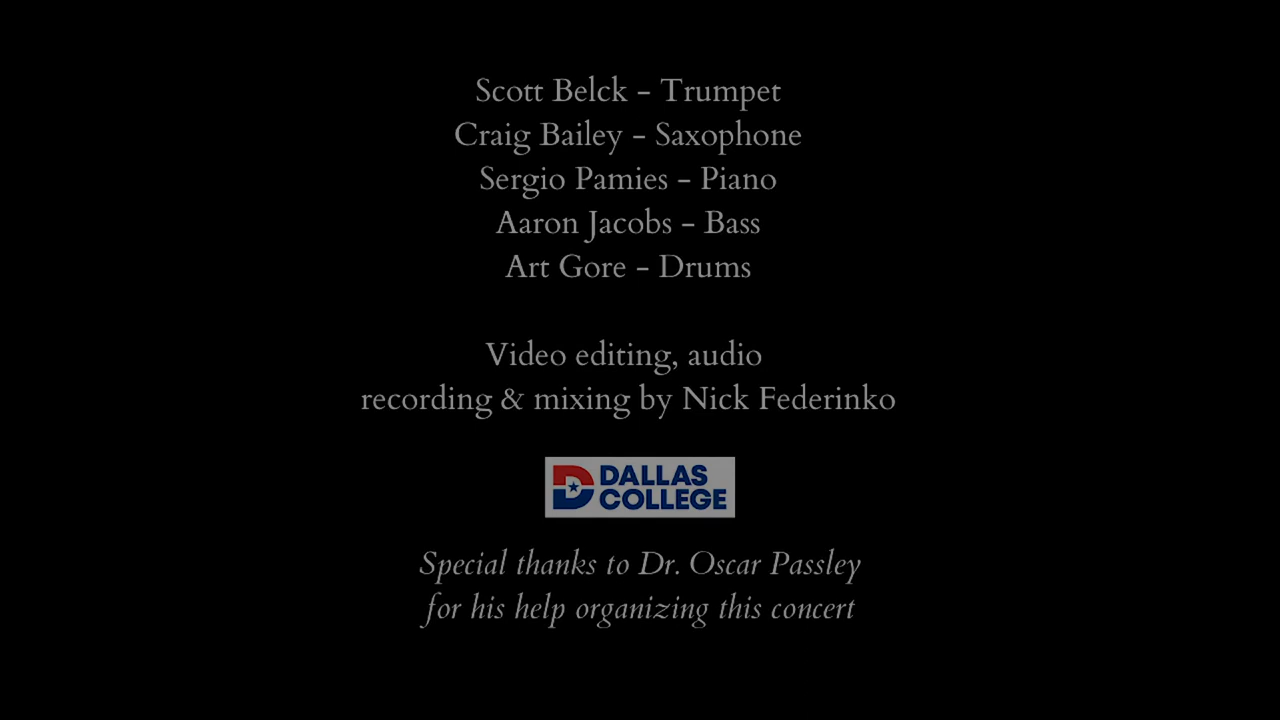 Scott Belck - Trumpet
Craig Bailey - Saxophone
Sergio Pamies - Piano
Aaron Jacobs - Bass
Art Gore - Drums
Video editing, audio
recording & mixing by Nick Federinko
DALLAS
COLLEGE
Special thanks to Dr. Oscar Passley
for his help organizing this concert